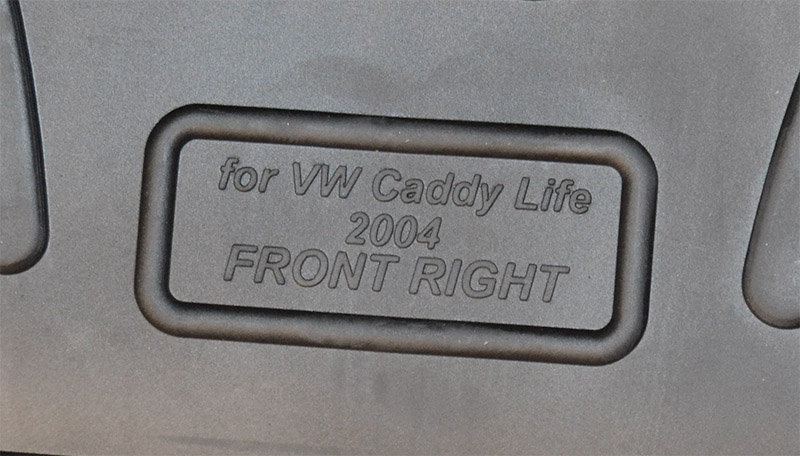 for VW Caddy Life
2004
FRONT RIGHT